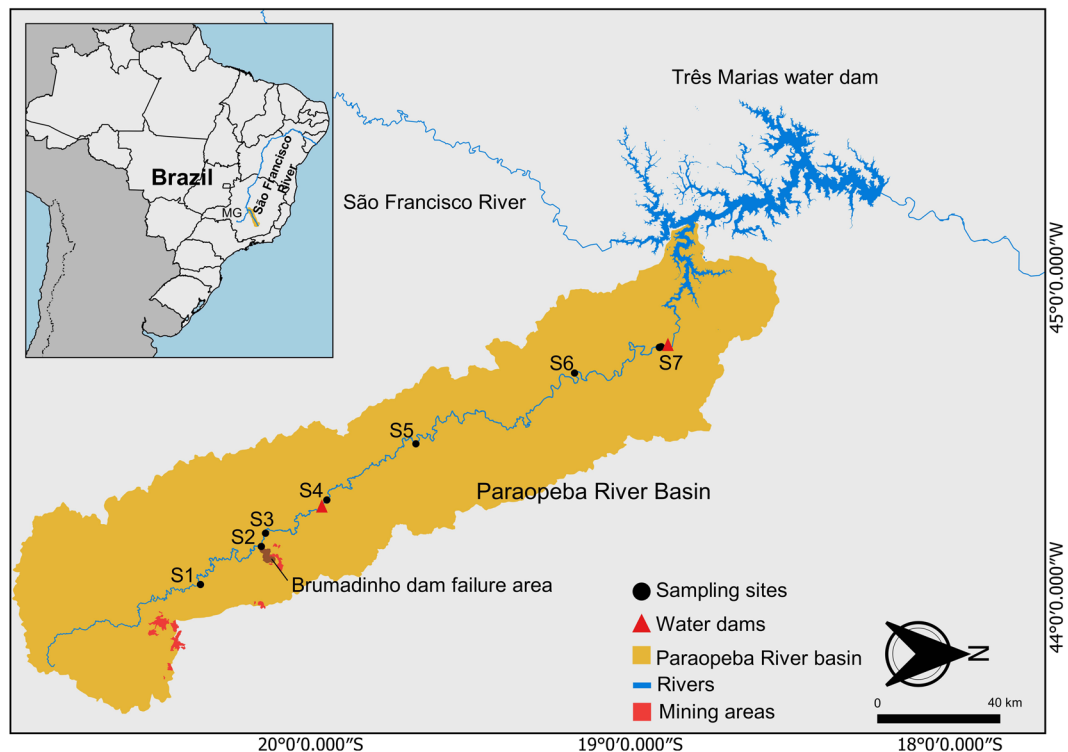 Três Marias water dam
Brazil
São Francisco
River
MG
São Francisco River
45°0'0.000"W
S7
S6
S5
S4
Paraopeba River Basin
S3
S2
S1
Brumadinho dam failure area
44°0'0.000"W
Sampling sites
Water dams
Paraopeba River basin
Rivers
Mining areas
N
0 40 km
20°0'0.000"S 19°0'0.000"S 18°0'0.000"S